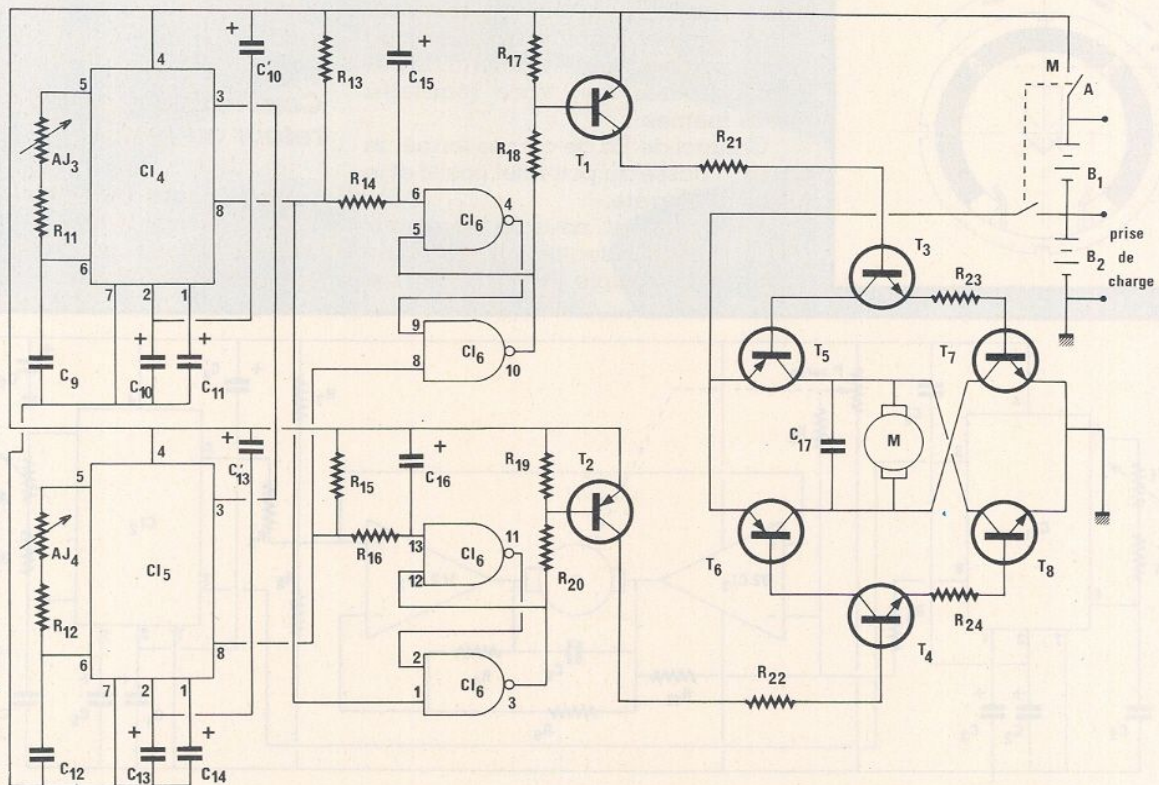 4
+
C'10
R13
C15
+
R17
M
A
5
3
AJ3
CI4
R18
T1
R21
B1
R14
6
4
8
CI6
5
R11
T3
R23
B2
prise
de
charge
6
7
2
1
9
8
CI6
10
T5
T7
+
+
C9
C10
C11
C17
M
4
+
C'13
R15
C16
+
R19
T2
5
3
AJ4
CI5
R16
13
11
CI6
12
R20
T6
T8
R12
6
8
R24
T4
7
2
1
2
CI6
1
3
R22
+
+
C12
C13
C14